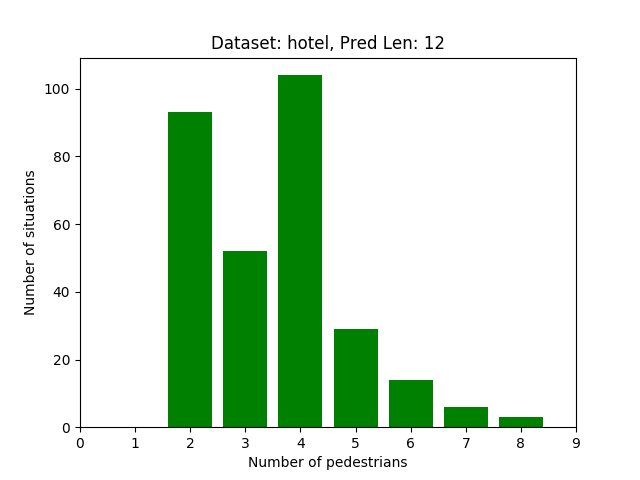 Dataset: hotel, Pred Len: 12
Number of situations
100
80
60
40
20
0
0 1 2 3 4 5 6 7 8 9
Number of pedestrians